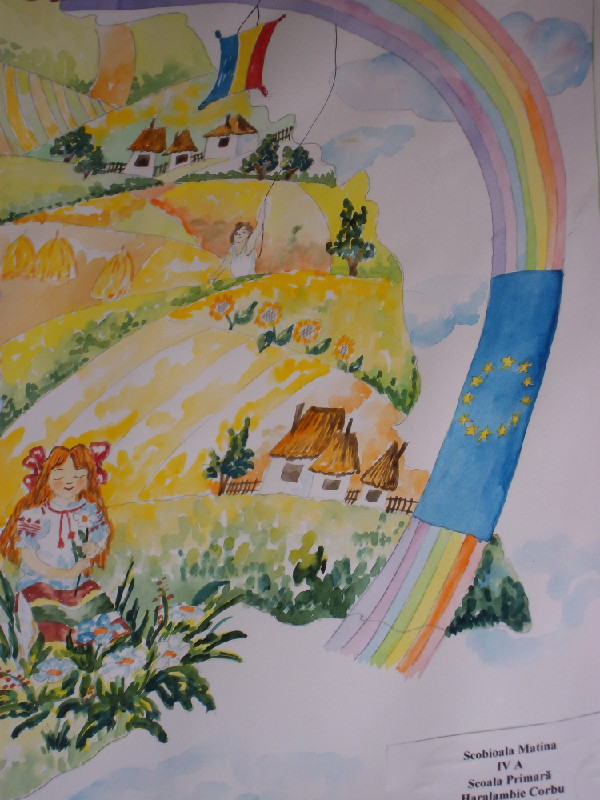 Scobioala Matina
IV A
Scoala Primară
Haralambie Corbu